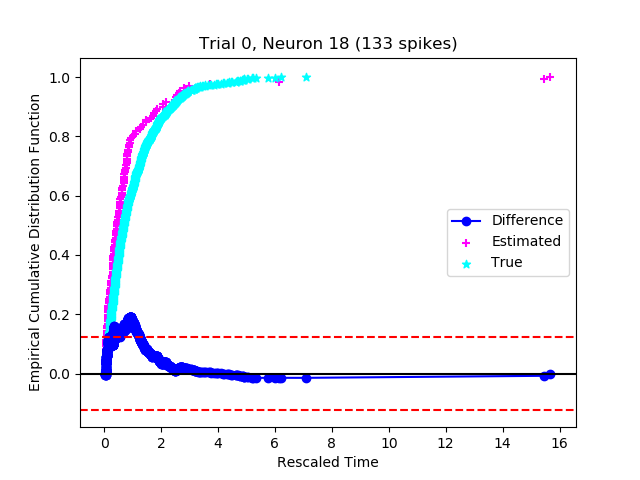 Trial 0, Neuron 18 (133 spikes)
Empirical Cumulative Distribution Function
1.0
0.8
0.6
0.4
0.2
0.0
Difference
Estimated
True
0 2 4 6 8 10 12 14 16
Rescaled Time